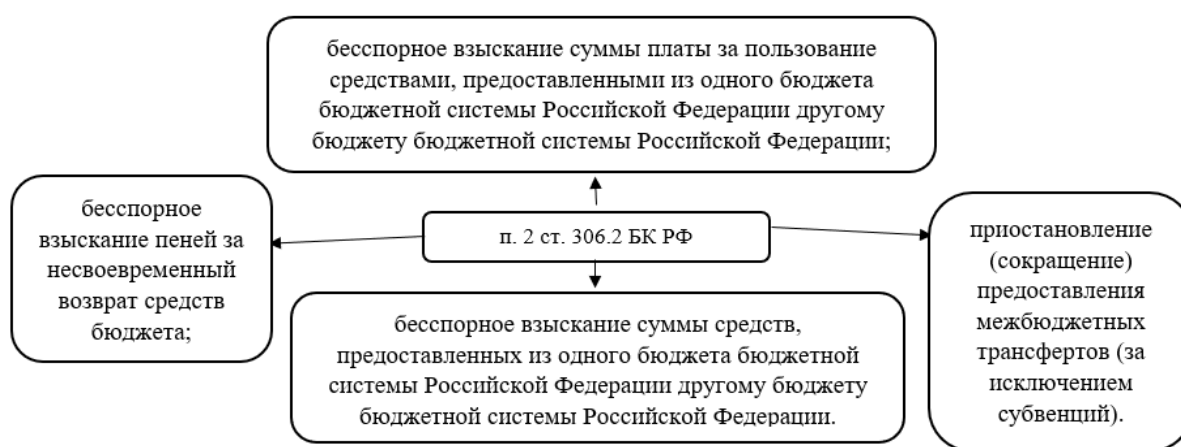 бесспорное взыскание суммы платы за пользование
средствами, предоставленными из одного бюджета
бюджетной системы Российской Федерации другому
бюджету бюджетной системы Российской Федерации;
бесспорное
взыскание пеней за
несвоевременный
возврат средств
бюджета;
п. 2 ст. 306.2 БК РФ
приостановление
(сокращение)
предоставления
межбюджетных
трансфертов (за
исключением
субвенций).
бесспорное взыскание суммы средств,
предоставленных из одного бюджета бюджетной
системы Российской Федерации другому бюджету
бюджетной системы Российской Федерации.